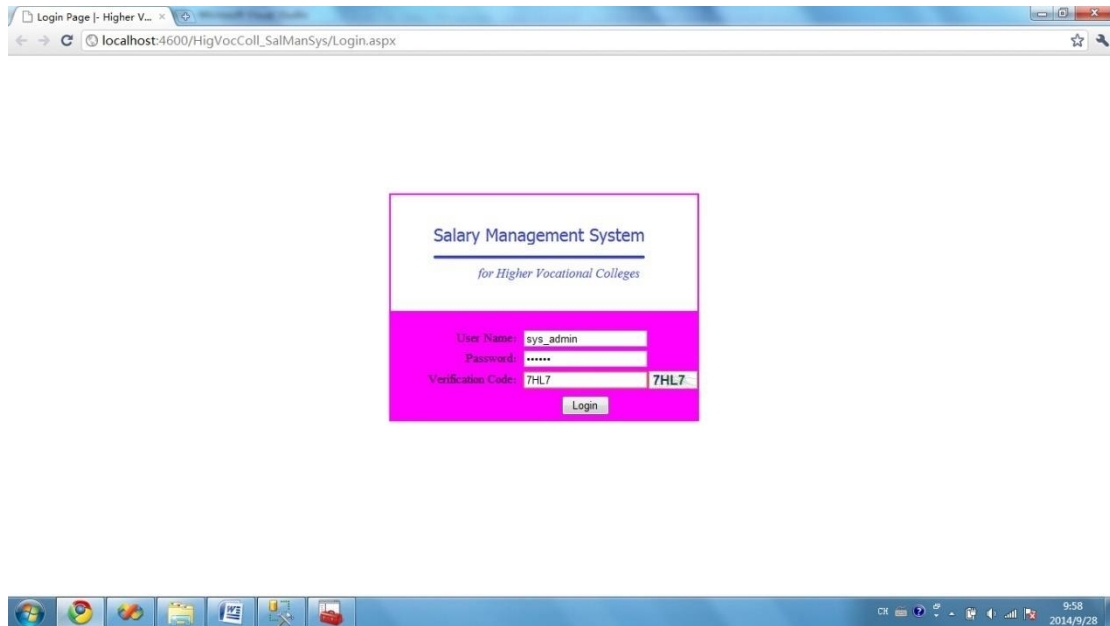 Login Page |- Higher V...
localhost:4600/HigVocColl_SalManSys/Login.aspx
Salary Management System
for Higher Vocational Colleges
User Name: sys_admin
Password: ••••••
Verification Code: 7HL7 7HL7
Login
CH 9:58
2014/9/28